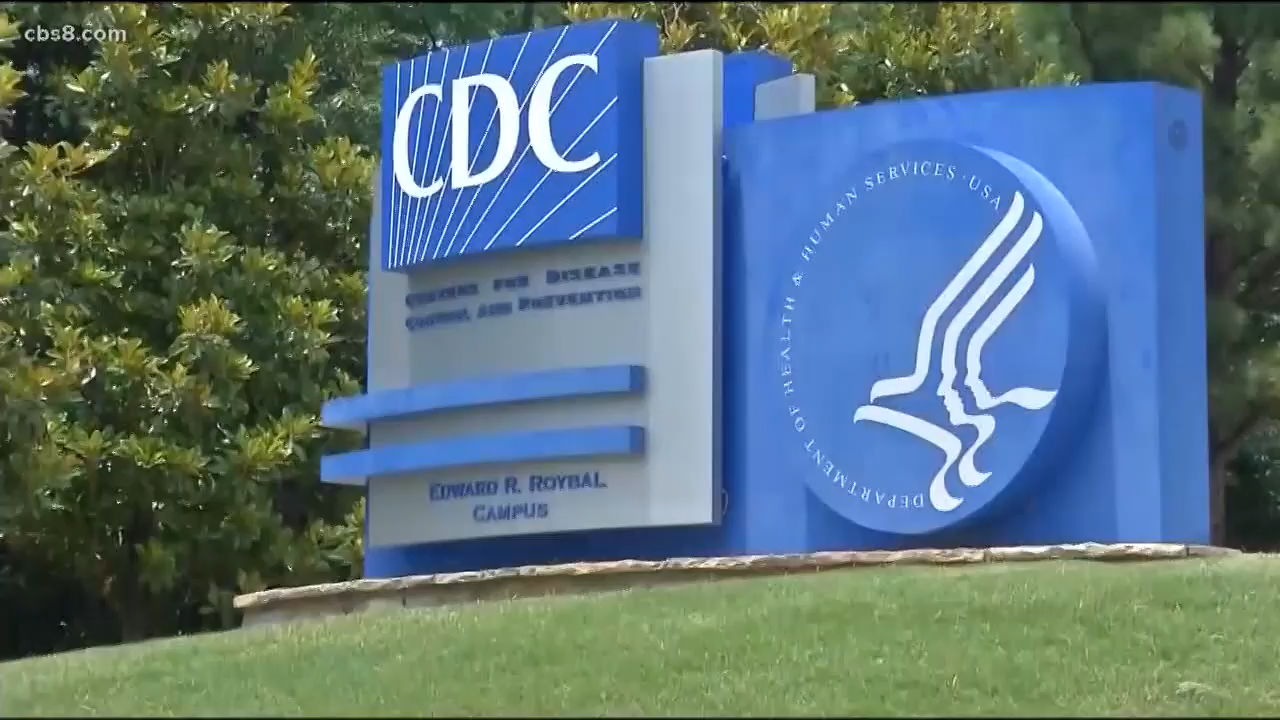 cbs8.com
CDC
CENTERS FOR DISEASE
CONTROL AND PREVENTION
EDWARD R. ROYBAL
CAMPUS
DEPARTMENT OF HEALTH & HUMAN SERVICES · USA